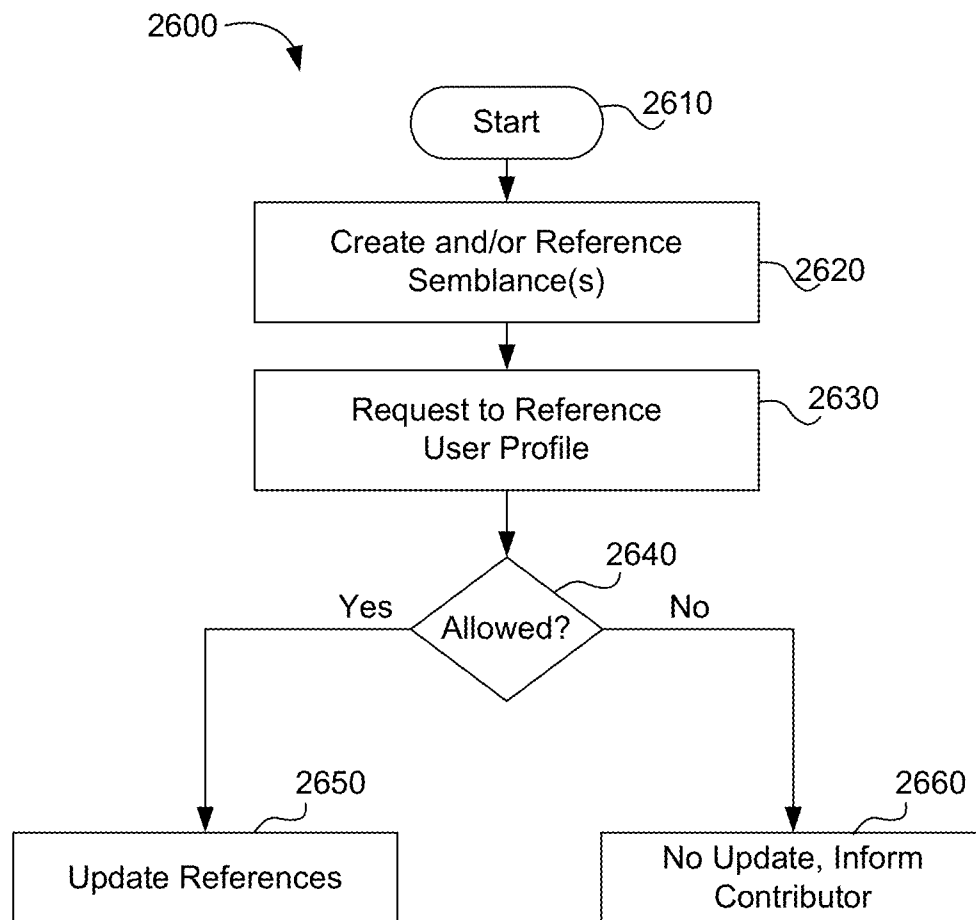 2600
Start
2610
Create and/or Reference
Semblance(s)
2620
Request to Reference
User Profile
2630
2640
Yes
Allowed?
No
2650
Update References
2660
No Update, Inform
Contributor